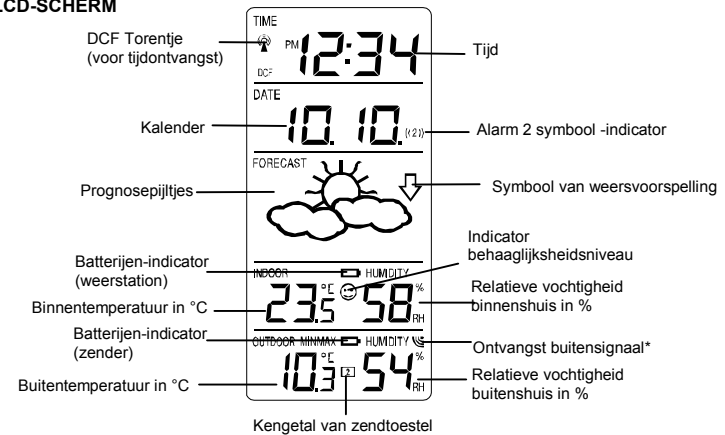 LCD-SCHERM
TIME
DCF Torentje
(voor tijdontvangst)
PM 12:34
DCF
Tijd
DATE
Kalender
10. 10. ((2))
Alarm 2 symbool -indicator
FORECAST
Prognosepijltjes
Symbool van weersvoorspelling
Indicator
behaaglijksheidsniveau
Batterijen-indicator
(weerstation)
INDOOR HUMIDITY
Binnentemperatuur in °C
23.5 °C 58 % RH
Relatieve vochtigheid
binnenshuis in %
Batterijen-indicator
(zender)
OUTDOOR MINMAX HUMIDITY
Ontvangst buitensignaal*
Buitentemperatuur in °C
10.3 °C 2 54 % RH
Relatieve vochtigheid
buitenshuis in %
Kengetal van zendtoestel